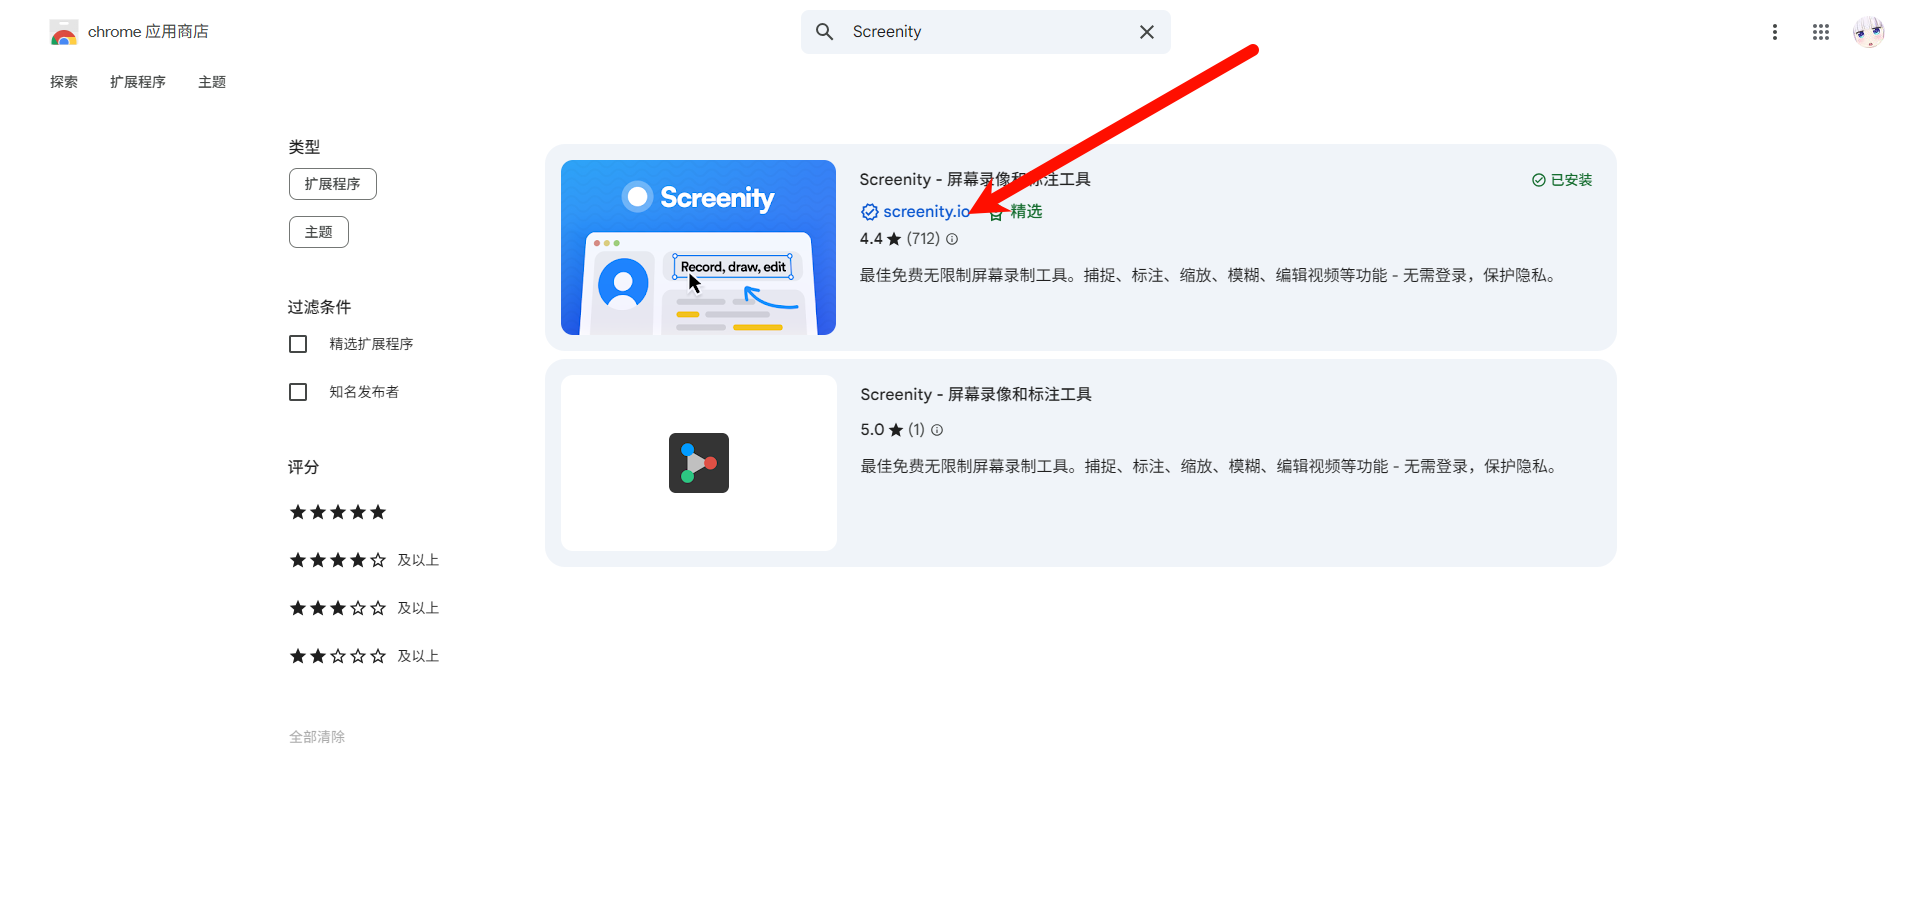 chrome 应用商店
Screenity
探索 扩展程序 主题
类型
扩展程序
主题
过滤条件
精选扩展程序
知名发布者
评分
及以上
及以上
及以上
全部清除
Screenity
Record, draw, edit
Screenity - 屏幕录像和标注工具
已安装
screenity.io 精选
4.4 (712)
最佳免费无限制屏幕录制工具。捕捉、标注、缩放、模糊、编辑视频等功能 - 无需登录，保护隐私。
Screenity - 屏幕录像和标注工具
5.0 (1)
最佳免费无限制屏幕录制工具。捕捉、标注、缩放、模糊、编辑视频等功能 - 无需登录，保护隐私。